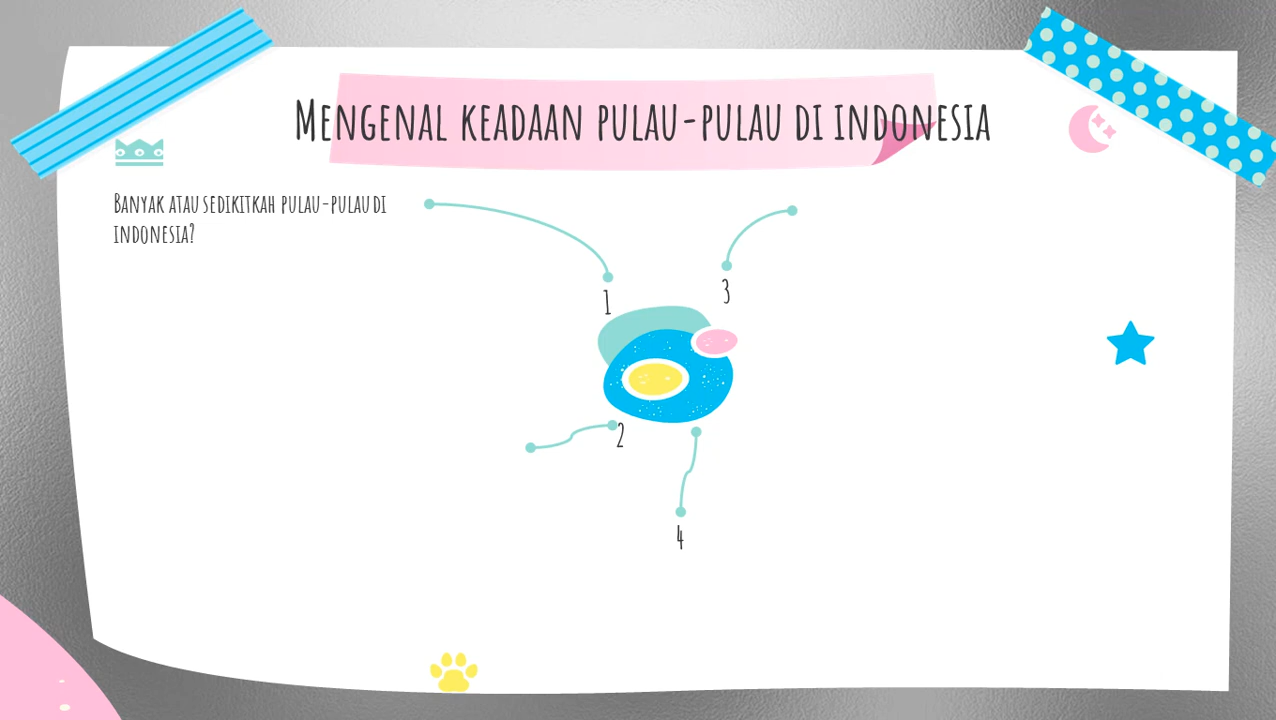 Mengenal keadaan pulau-pulau di indonesia
Banyak atau sedikitkah pulau-pulau di
indonesia?
1
3
2
4